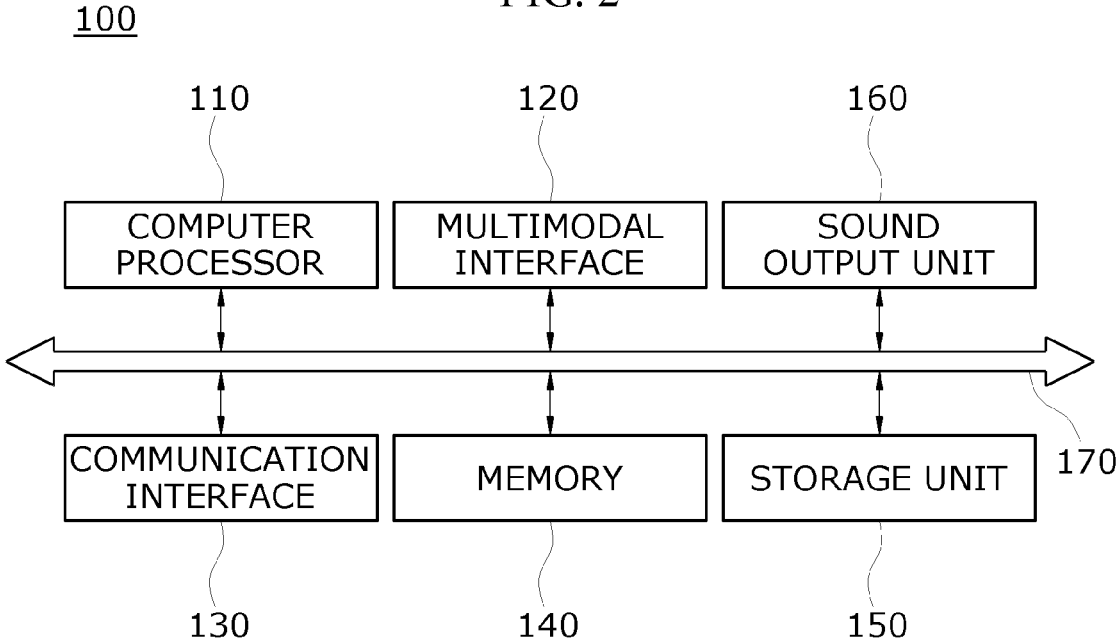 FIG. 2
100
110
120
160
COMPUTER
PROCESSOR
MULTIMODAL
INTERFACE
SOUND
OUTPUT UNIT
COMMUNICATION
INTERFACE
MEMORY
STORAGE UNIT
170
130
140
150